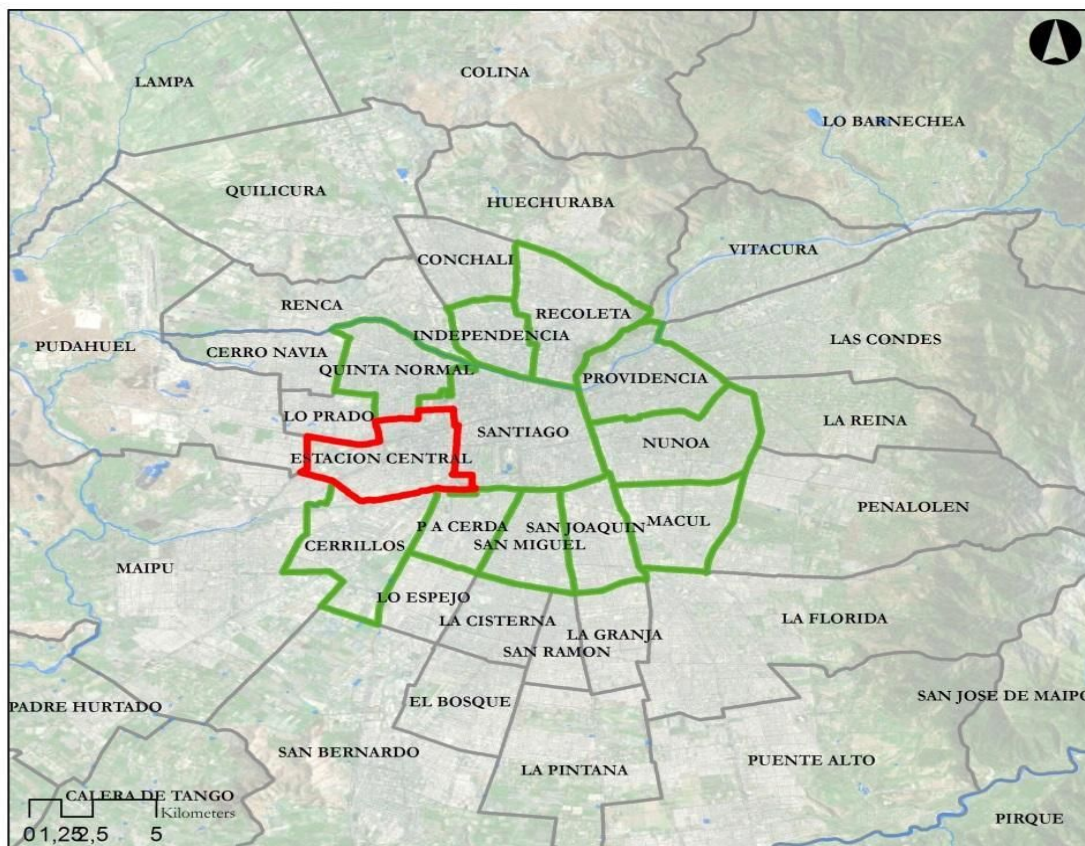 COLINA
LAMPA
LO BARNECHEA
QUILICURA
HUECHURABA
VITACURA
CONCHALI
RENCA
RECOLETA
INDEPENDENCIA
PUDAHUEL
CERRO NAVIA
LAS CONDES
QUINTA NORMAL
PROVIDENCIA
LO PRADO
LA REINA
SANTIAGO
NUNOA
ESTACION CENTRAL
PENALOLEN
P A CERDA
SAN JOAQUIN
MACUL
CERRILLOS
SAN MIGUEL
MAIPU
LO ESPEJO
LA CISTERNA
LA FLORIDA
LA GRANJA
SAN RAMON
SAN JOSE DE MAIPO
EL BOSQUE
PADRE HURTADO
SAN BERNARDO
PUENTE ALTO
LA PINTANA
CALERA DE TANGO
Kilometers
0 1,25 2,5 5
PIRQUE